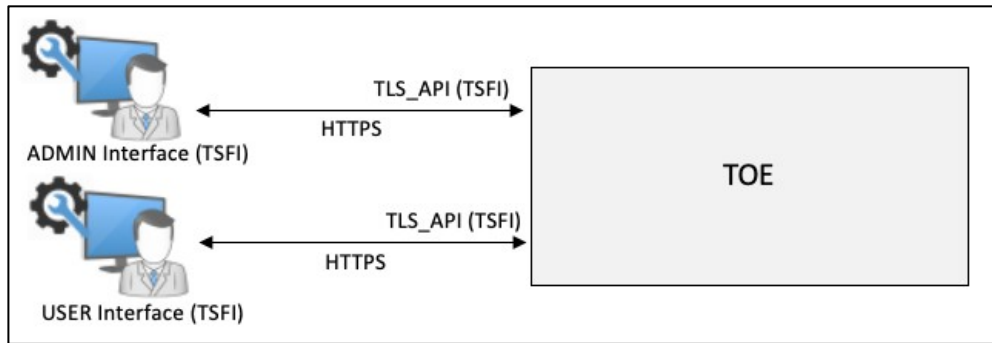 TLS_API (TSFI)
HTTPS
ADMIN Interface (TSFI)
TOE
TLS_API (TSFI)
HTTPS
USER Interface (TSFI)